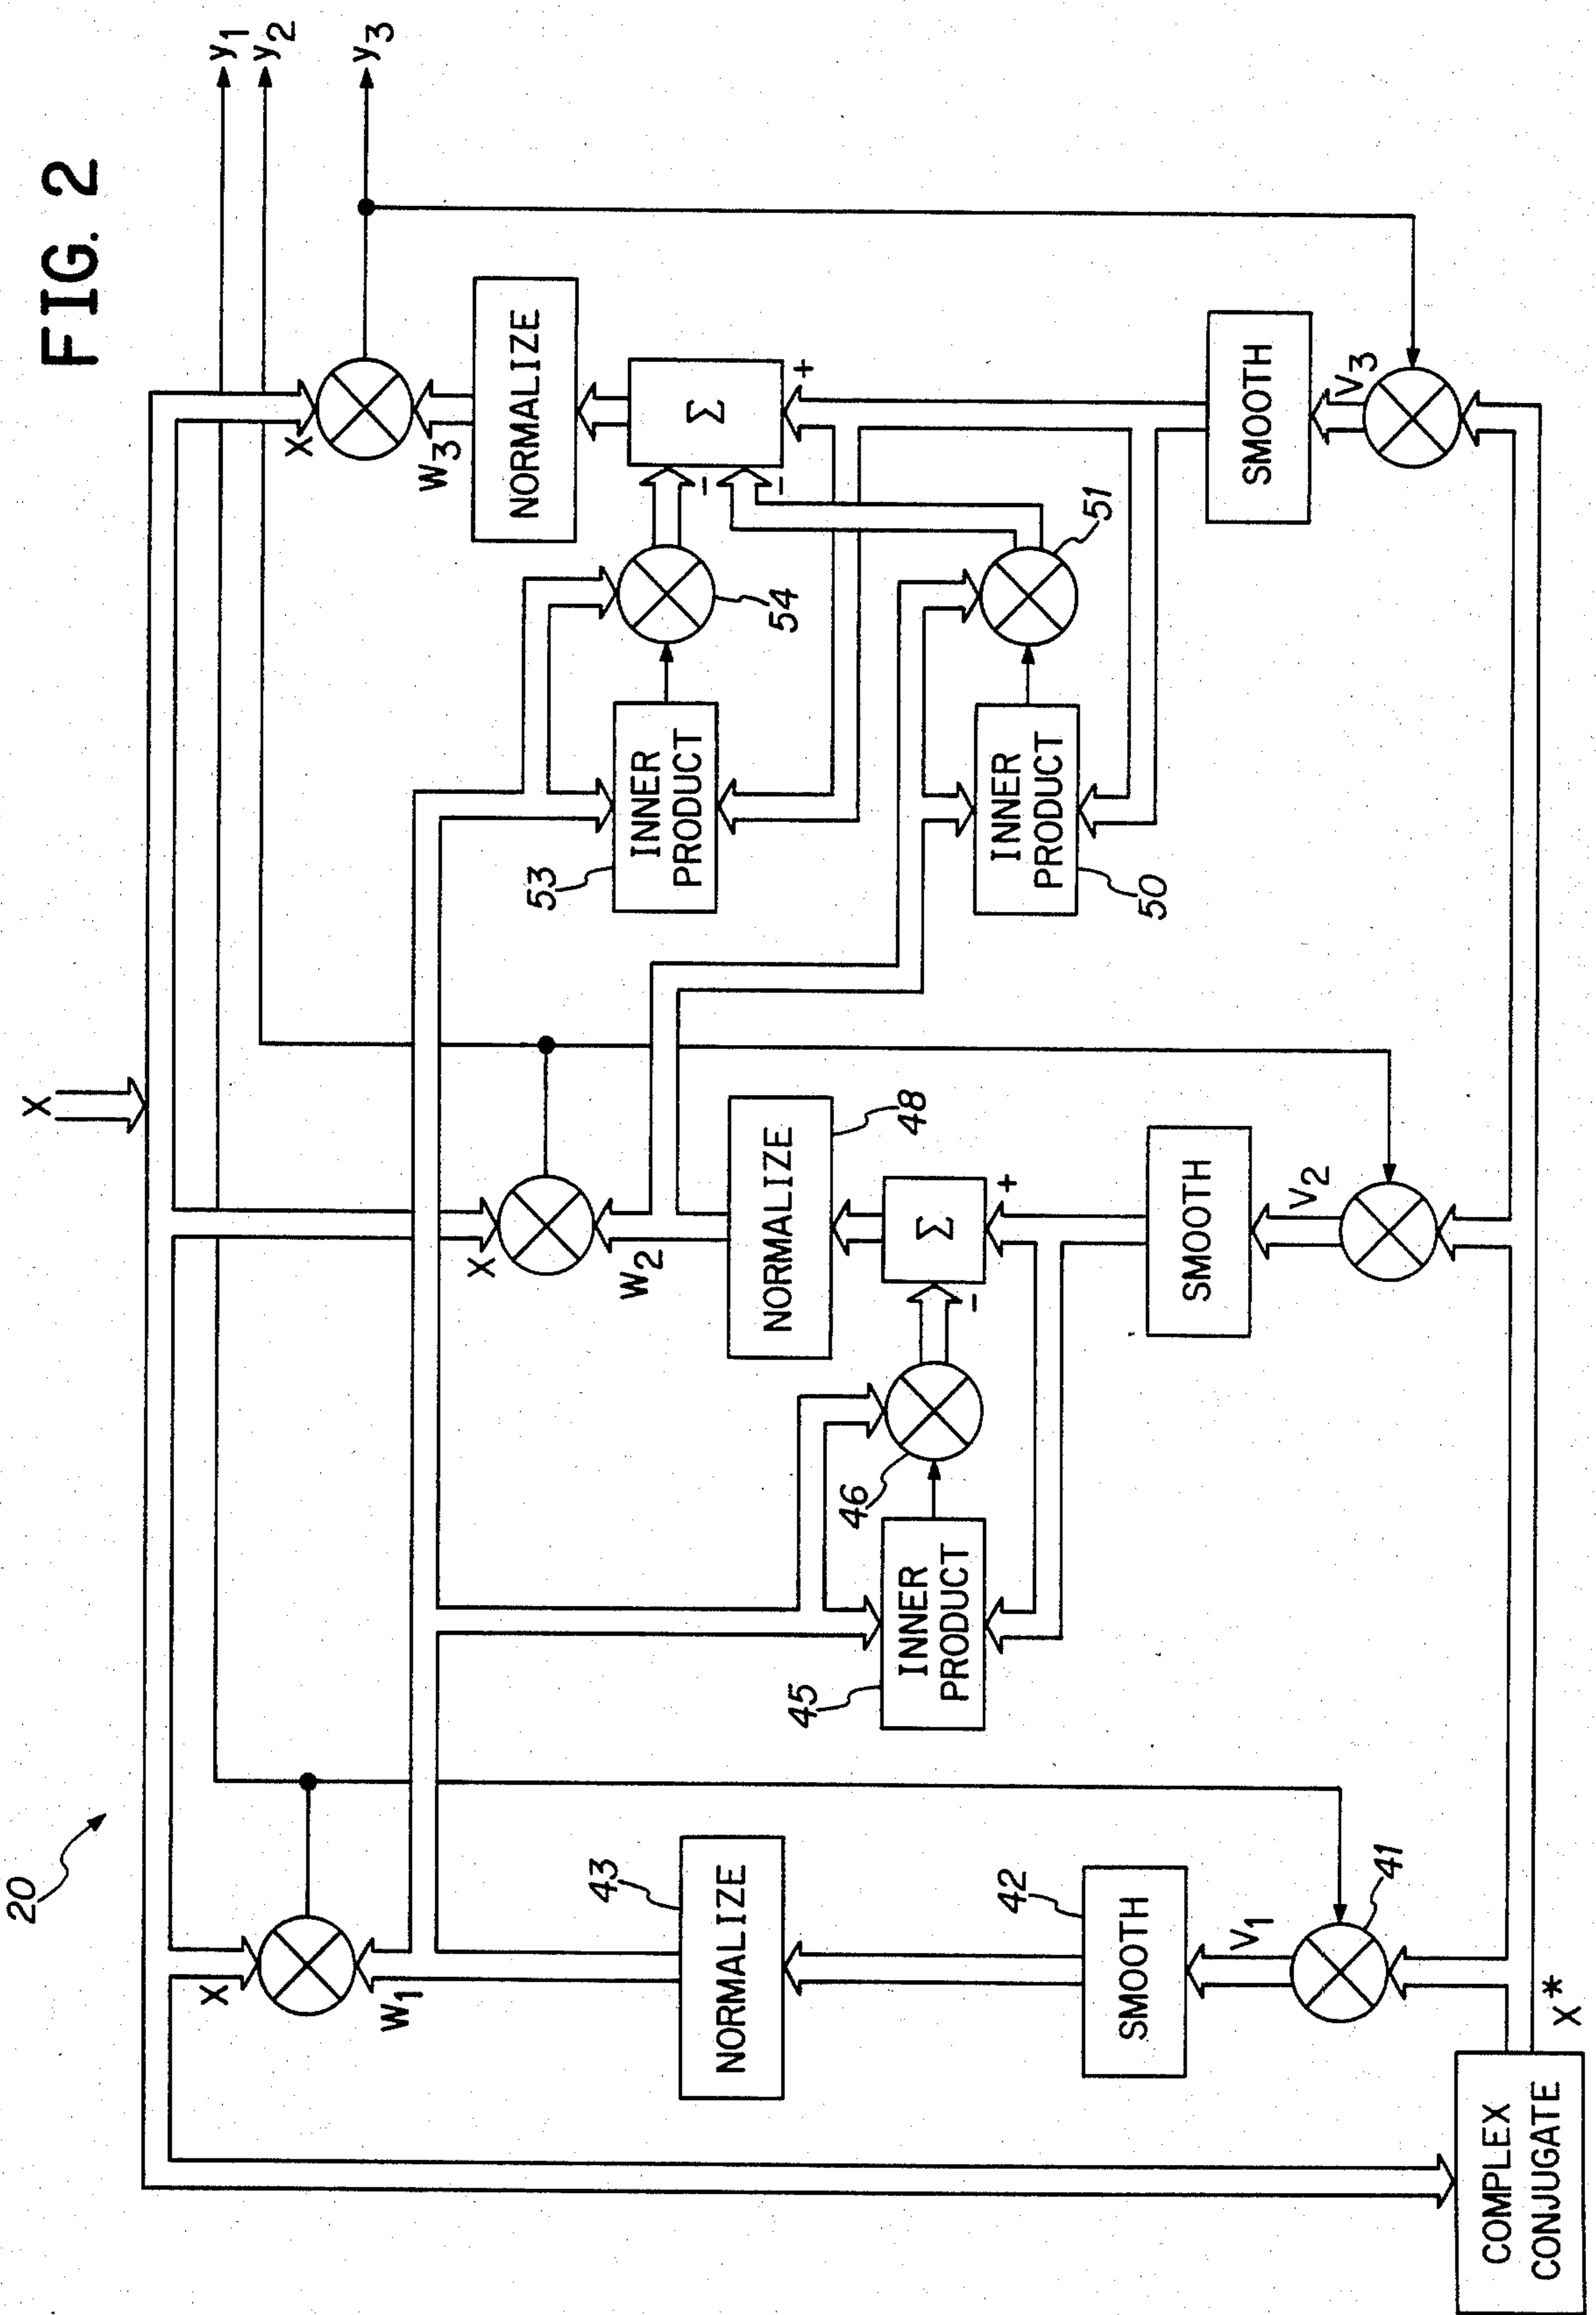 FIG. 2
20
X
y1
y2
y3
X
W1
X
W2
X
W3
NORMALIZE
43
SMOOTH
42
V1
41
NORMALIZE
48
Σ
+
−
46
INNER
PRODUCT
45
SMOOTH
V2
NORMALIZE
Σ
+
−
−
54
INNER
PRODUCT
53
51
INNER
PRODUCT
50
SMOOTH
V3
COMPLEX
CONJUGATE
X*